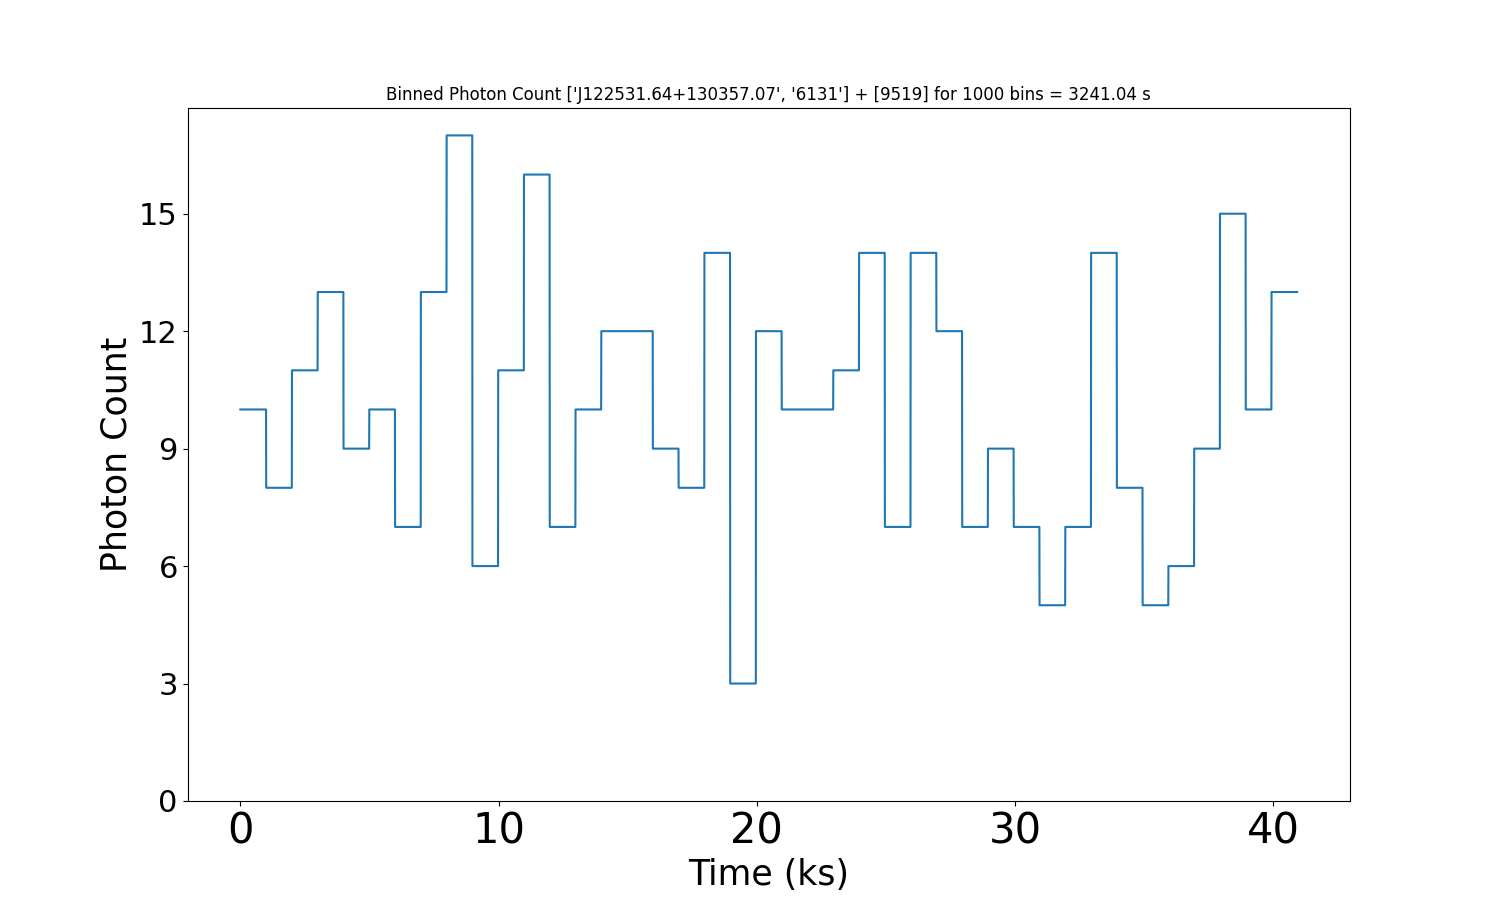 Binned Photon Count ['J122531.64+130357.07', '6131'] + [9519] for 1000 bins = 3241.04 s
Photon Count
15
12
9
6
3
0
0 10 20 30 40
Time (ks)